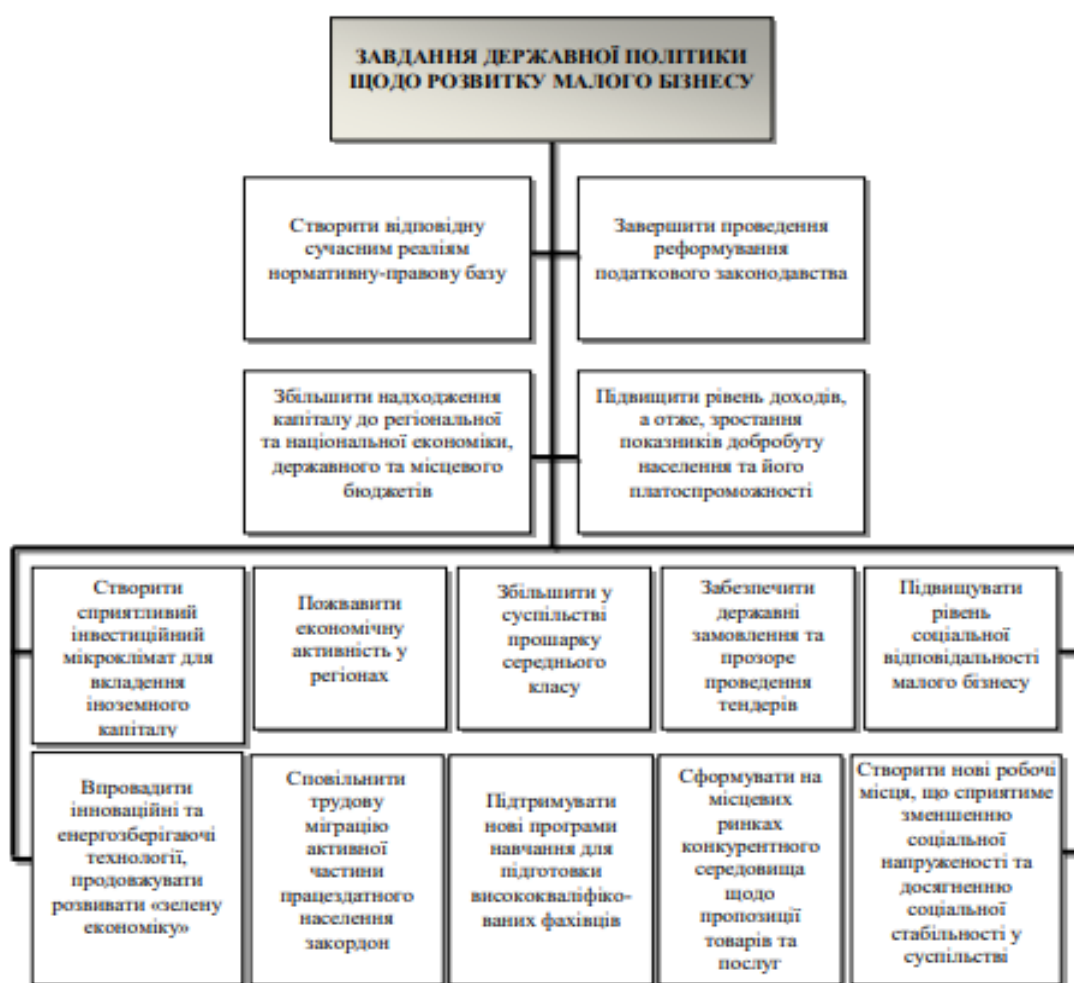 ЗАВДАННЯ ДЕРЖАВНОЇ ПОЛІТИКИ
ЩОДО РОЗВИТКУ МАЛОГО БІЗНЕСУ
Створити відповідну
сучасним реаліям
нормативну-правову базу
Завершити проведення
реформування
податкового законодавства
Збільшити надходження
капіталу до регіональної
та національної економіки,
державного та місцевого
бюджетів
Підвищити рівень доходів,
а отже, зростання
показників добробуту
населення та його
платоспроможності
Створити
сприятливий
інвестиційний
мікроклімат для
вкладення
іноземного
капіталу
Пожвавити
економічну
активність у
регіонах
Збільшити у
суспільстві
прошарку
середнього
класу
Забезпечити
державні
замовлення та
прозоре
проведення
тендерів
Підвищувати
рівень
соціальної
відповідальності
малого бізнесу
Впровадити
інноваційні та
енергозберігаючі
технології,
продовжувати
розвивати «зелену
економіку»
Сповільнити
трудову
міграцію
активної
частини
працездатного
населення
закордон
Підтримувати
нові програми
навчання для
підготовки
висококваліфіко-
ваних фахівців
Сформувати на
місцевих
ринках
конкурентного
середовища
щодо
пропозиції
товарів та
послуг
Створити нові робочі
місця, що сприятиме
зменшенню
соціальної
напруженості та
досягненню
соціальної
стабільності у
суспільстві